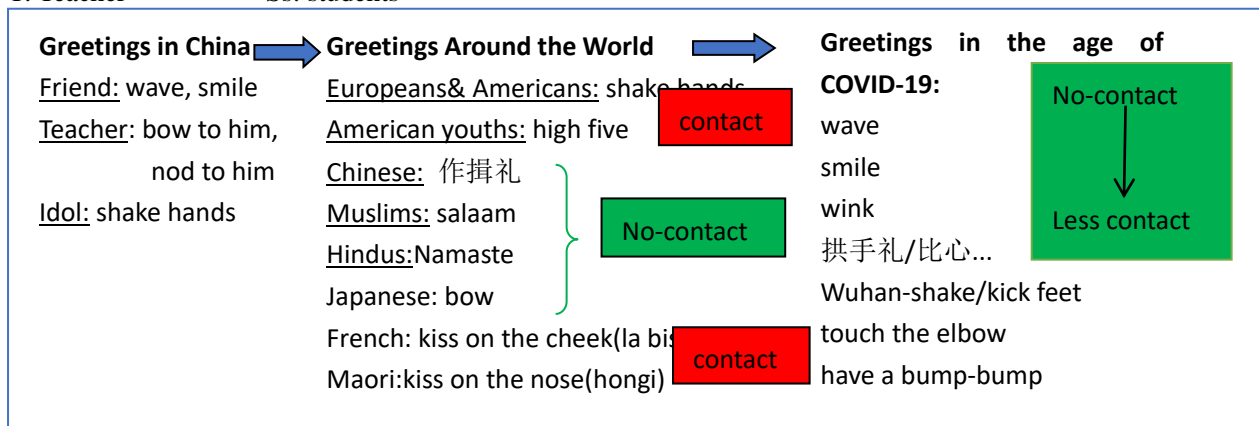 Teacher Ss: students
Greetings in China
Friend: wave, smile
Teacher: bow to him,
nod to him
Idol: shake hands
Greetings Around the World
Europeans& Americans: shake hands
American youths: high five
contact
Chinese: 作揖礼
Muslims: salaam
Hindus:Namaste
Japanese: bow
No-contact
French: kiss on the cheek(la bis
Maori:kiss on the nose(hongi)
contact
Greetings in the age of
COVID-19:
wave
smile
wink
拱手礼/比心...
Wuhan-shake/kick feet
touch the elbow
have a bump-bump
No-contact
Less contact